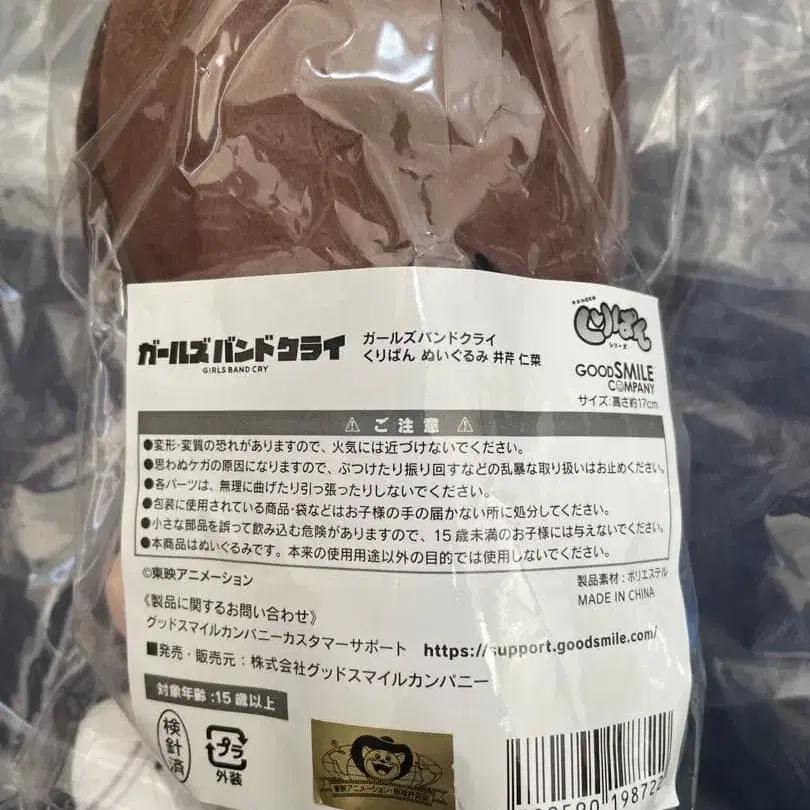 ガールズバンドクライ
GIRLS BAND CRY
ガールズバンドクライ
くりぱん ぬいぐるみ 井芹 仁菜
くりぱん
シリーズ
GOODSMILE
COMPANY
サイズ:高さ約17cm
⚠ ご 注 意 ⚠
●変形・変質の恐れがありますので、火気には近づけないでください。
●思わぬケガの原因になりますので、ぶつけたり振り回すなどの乱暴な取り扱いはお止めください。
●各パーツは、無理に曲げたり引っ張ったりしないでください。
●包装に使用されている商品・袋などはお子様の手の届かない所に処分してください。
●小さな部品を誤って飲み込む危険がありますので、15歳未満のお子様には与えないでください。
●本商品はぬいぐるみです。本来の使用用途以外の目的では使用しないでください。
©東映アニメーション
製品素材:ポリエステル
MADE IN CHINA
《製品に関するお問い合わせ》
グッドスマイルカンパニーカスタマーサポート https://support.goodsmile.com/
■発売・販売元:株式会社グッドスマイルカンパニー
対象年齢:15歳以上
検針済
プラ
外装
東映アニメーション
198722